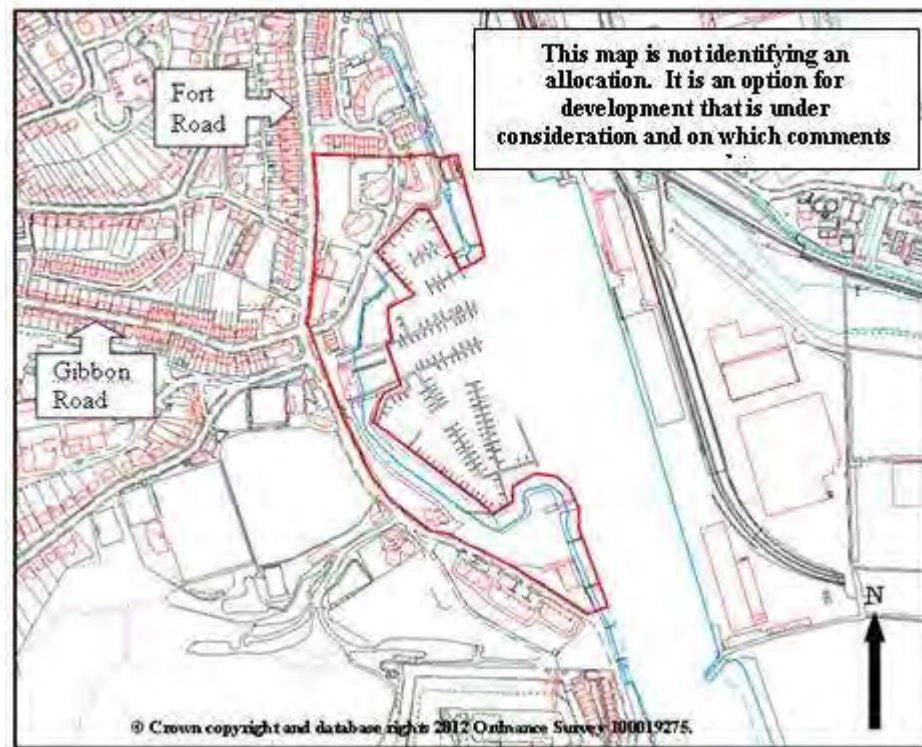 This map is not identifying an
allocation. It is an option for
development that is under
consideration and on which comments
Fort
Road
Gibbon
Road
N
© Crown copyright and database rights 2012 Ordnance Survey 100019275.